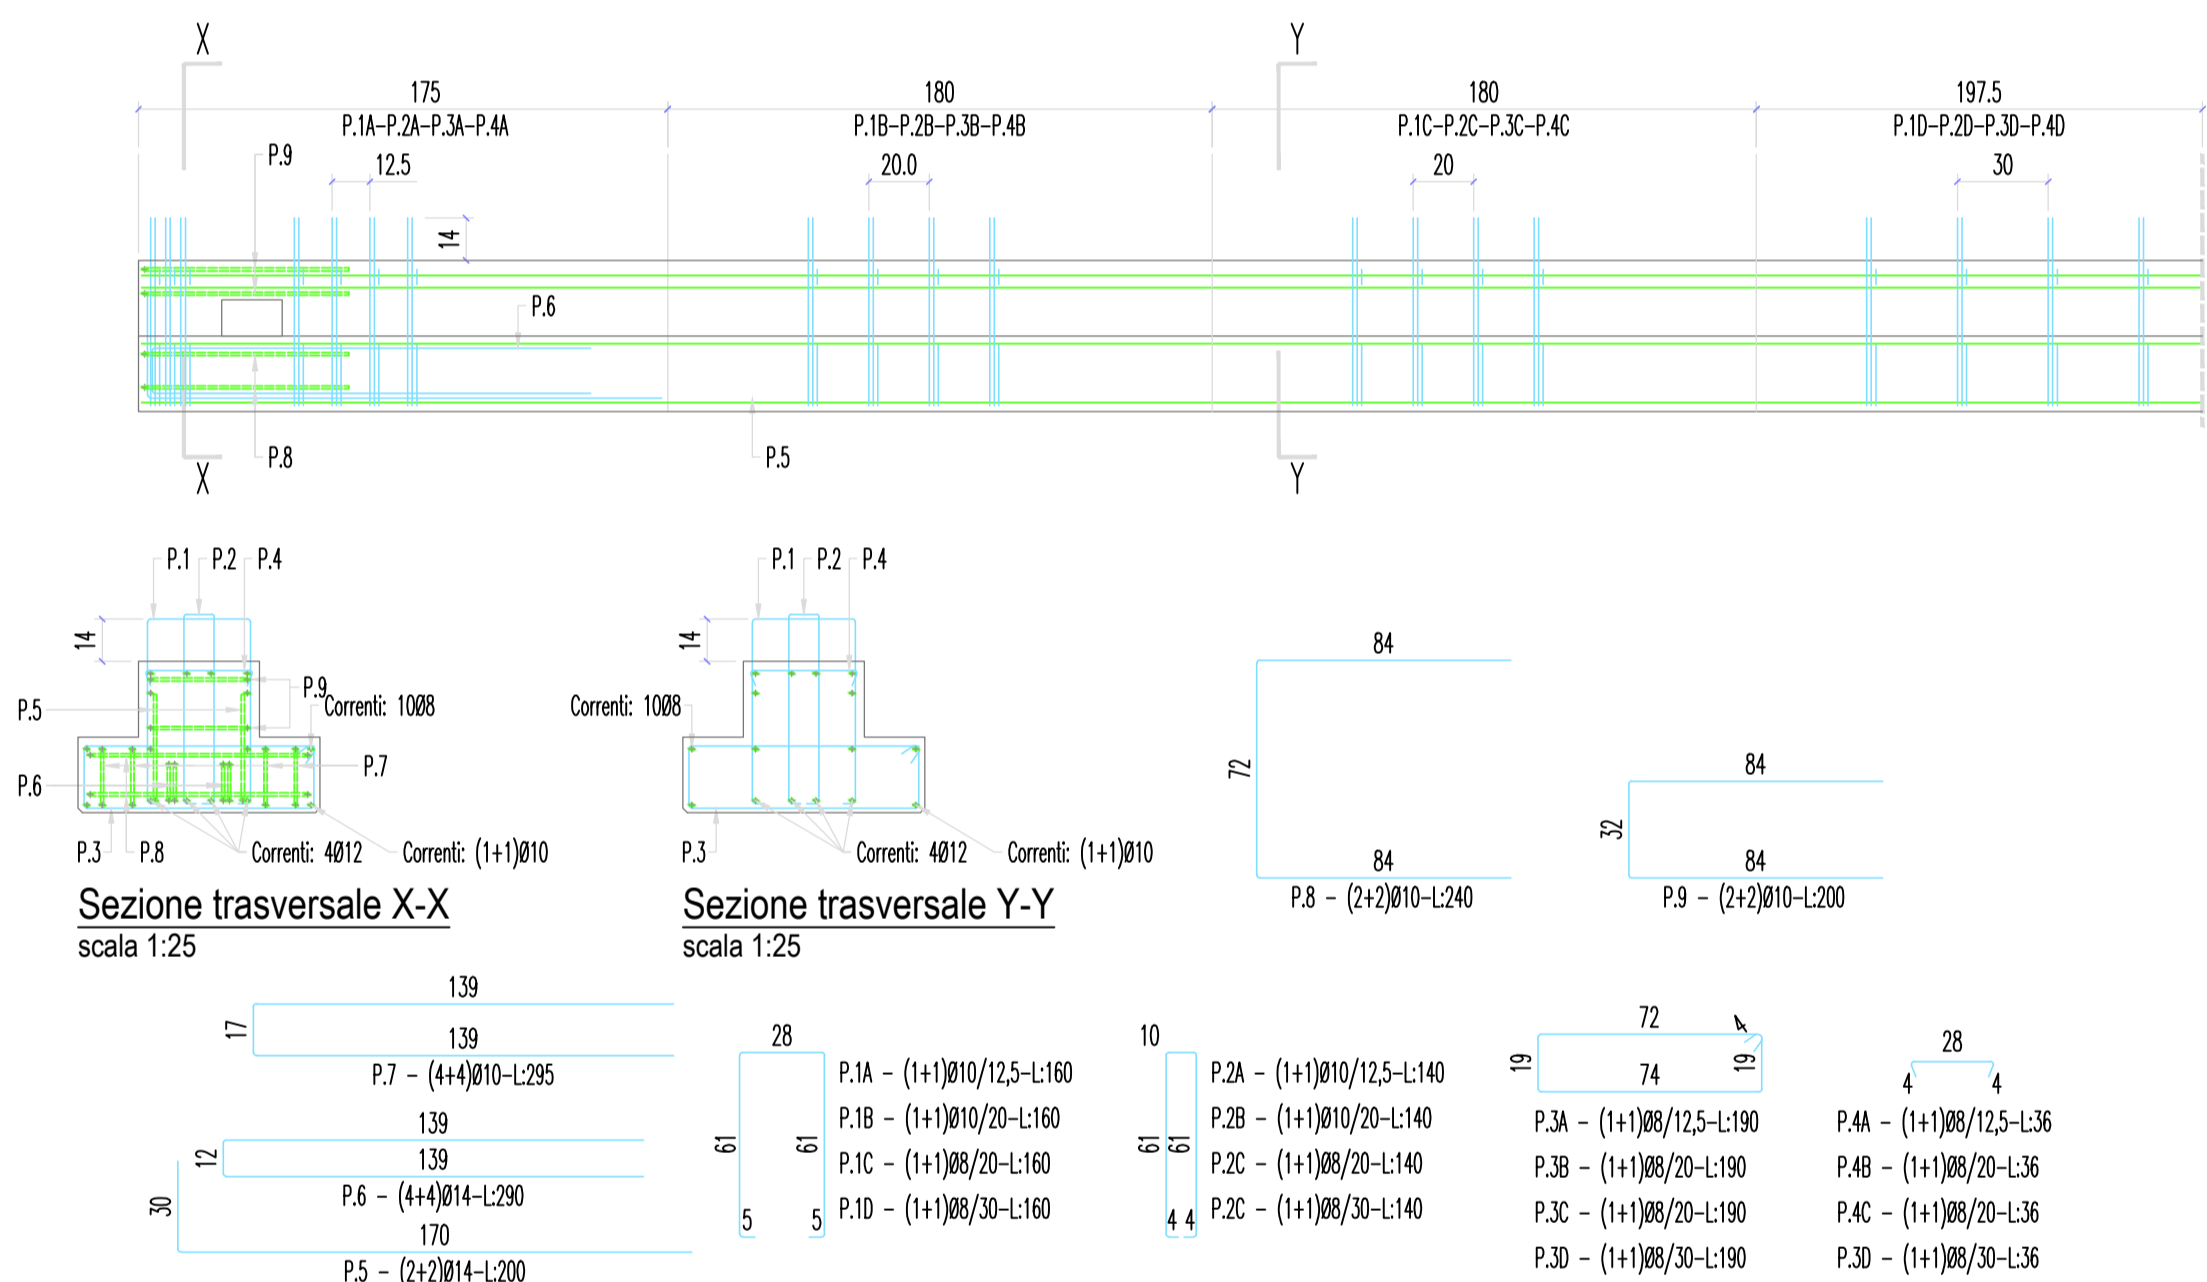 X
Y
175
180
180
197.5
P.1A-P.2A-P.3A-P.4A
P.1B-P.2B-P.3B-P.4B
P.1C-P.2C-P.3C-P.4C
P.1D-P.2D-P.3D-P.4D
P.9
12.5
20.0
20
30
14
P.6
P.8
P.5
X
Y
P.1
P.2
P.4
14
P.9
P.5
Correnti: 10Ø8
P.7
P.6
P.3
P.8
Correnti: 4Ø12
Correnti: (1+1)Ø10
Sezione trasversale X-X
scala 1:25
P.1
P.2
P.4
14
Correnti: 10Ø8
P.3
Correnti: 4Ø12
Correnti: (1+1)Ø10
Sezione trasversale Y-Y
scala 1:25
84
72
84
P.8 - (2+2)Ø10-L:240
84
32
84
P.9 - (2+2)Ø10-L:200
139
17
139
P.7 - (4+4)Ø10-L:295
139
12
139
P.6 - (4+4)Ø14-L:290
30
170
P.5 - (2+2)Ø14-L:200
28
61
61
5
5
P.1A - (1+1)Ø10/12,5-L:160
P.1B - (1+1)Ø10/20-L:160
P.1C - (1+1)Ø8/20-L:160
P.1D - (1+1)Ø8/30-L:160
10
61
61
4
4
P.2A - (1+1)Ø10/12,5-L:140
P.2B - (1+1)Ø10/20-L:140
P.2C - (1+1)Ø8/20-L:140
P.2C - (1+1)Ø8/30-L:140
72
4
19
19
74
P.3A - (1+1)Ø8/12,5-L:190
P.3B - (1+1)Ø8/20-L:190
P.3C - (1+1)Ø8/20-L:190
P.3D - (1+1)Ø8/30-L:190
28
4
4
P.4A - (1+1)Ø8/12,5-L:36
P.4B - (1+1)Ø8/20-L:36
P.4C - (1+1)Ø8/20-L:36
P.3D - (1+1)Ø8/30-L:36